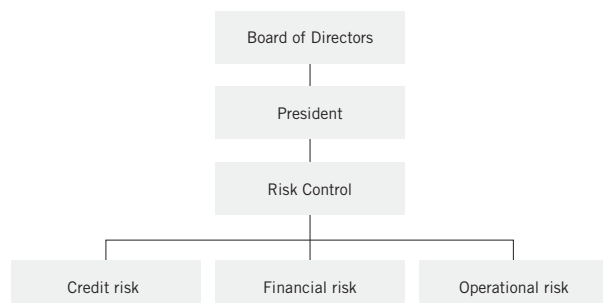 Board of Directors
President
Risk Control
Credit risk
Financial risk
Operational risk